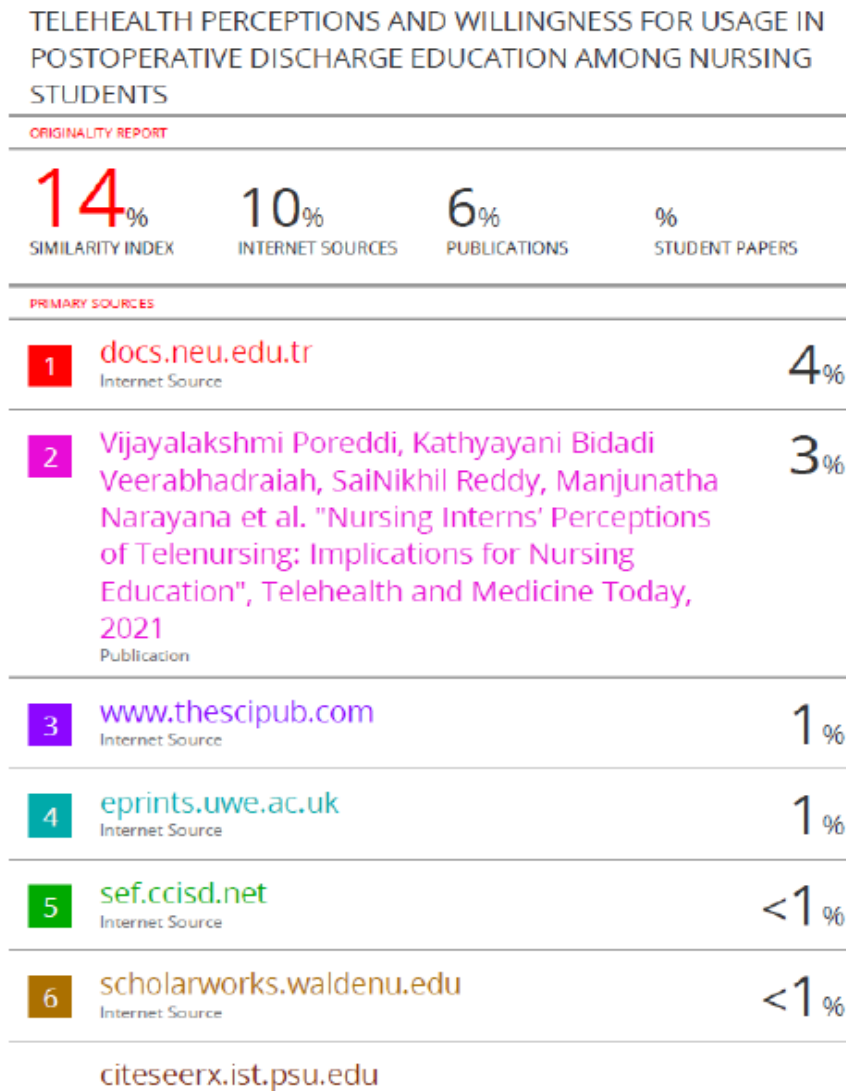 TELEHEALTH PERCEPTIONS AND WILLINGNESS FOR USAGE IN
POSTOPERATIVE DISCHARGE EDUCATION AMONG NURSING
STUDENTS
ORIGINALITY REPORT
14%
SIMILARITY INDEX
10%
INTERNET SOURCES
6%
PUBLICATIONS
%
STUDENT PAPERS
PRIMARY SOURCES
1
docs.neu.edu.tr
Internet Source
4%
2
Vijayalakshmi Poreddi, Kathyayani Bidadi
Veerabhadraiah, SaiNikhil Reddy, Manjunatha
Narayana et al. "Nursing Interns' Perceptions
of Telenursing: Implications for Nursing
Education", Telehealth and Medicine Today,
2021
Publication
3%
3
www.thescipub.com
Internet Source
1%
4
eprints.uwe.ac.uk
Internet Source
1%
5
sef.ccisd.net
Internet Source
<1%
6
scholarworks.waldenu.edu
Internet Source
<1%
citeseerx.ist.psu.edu